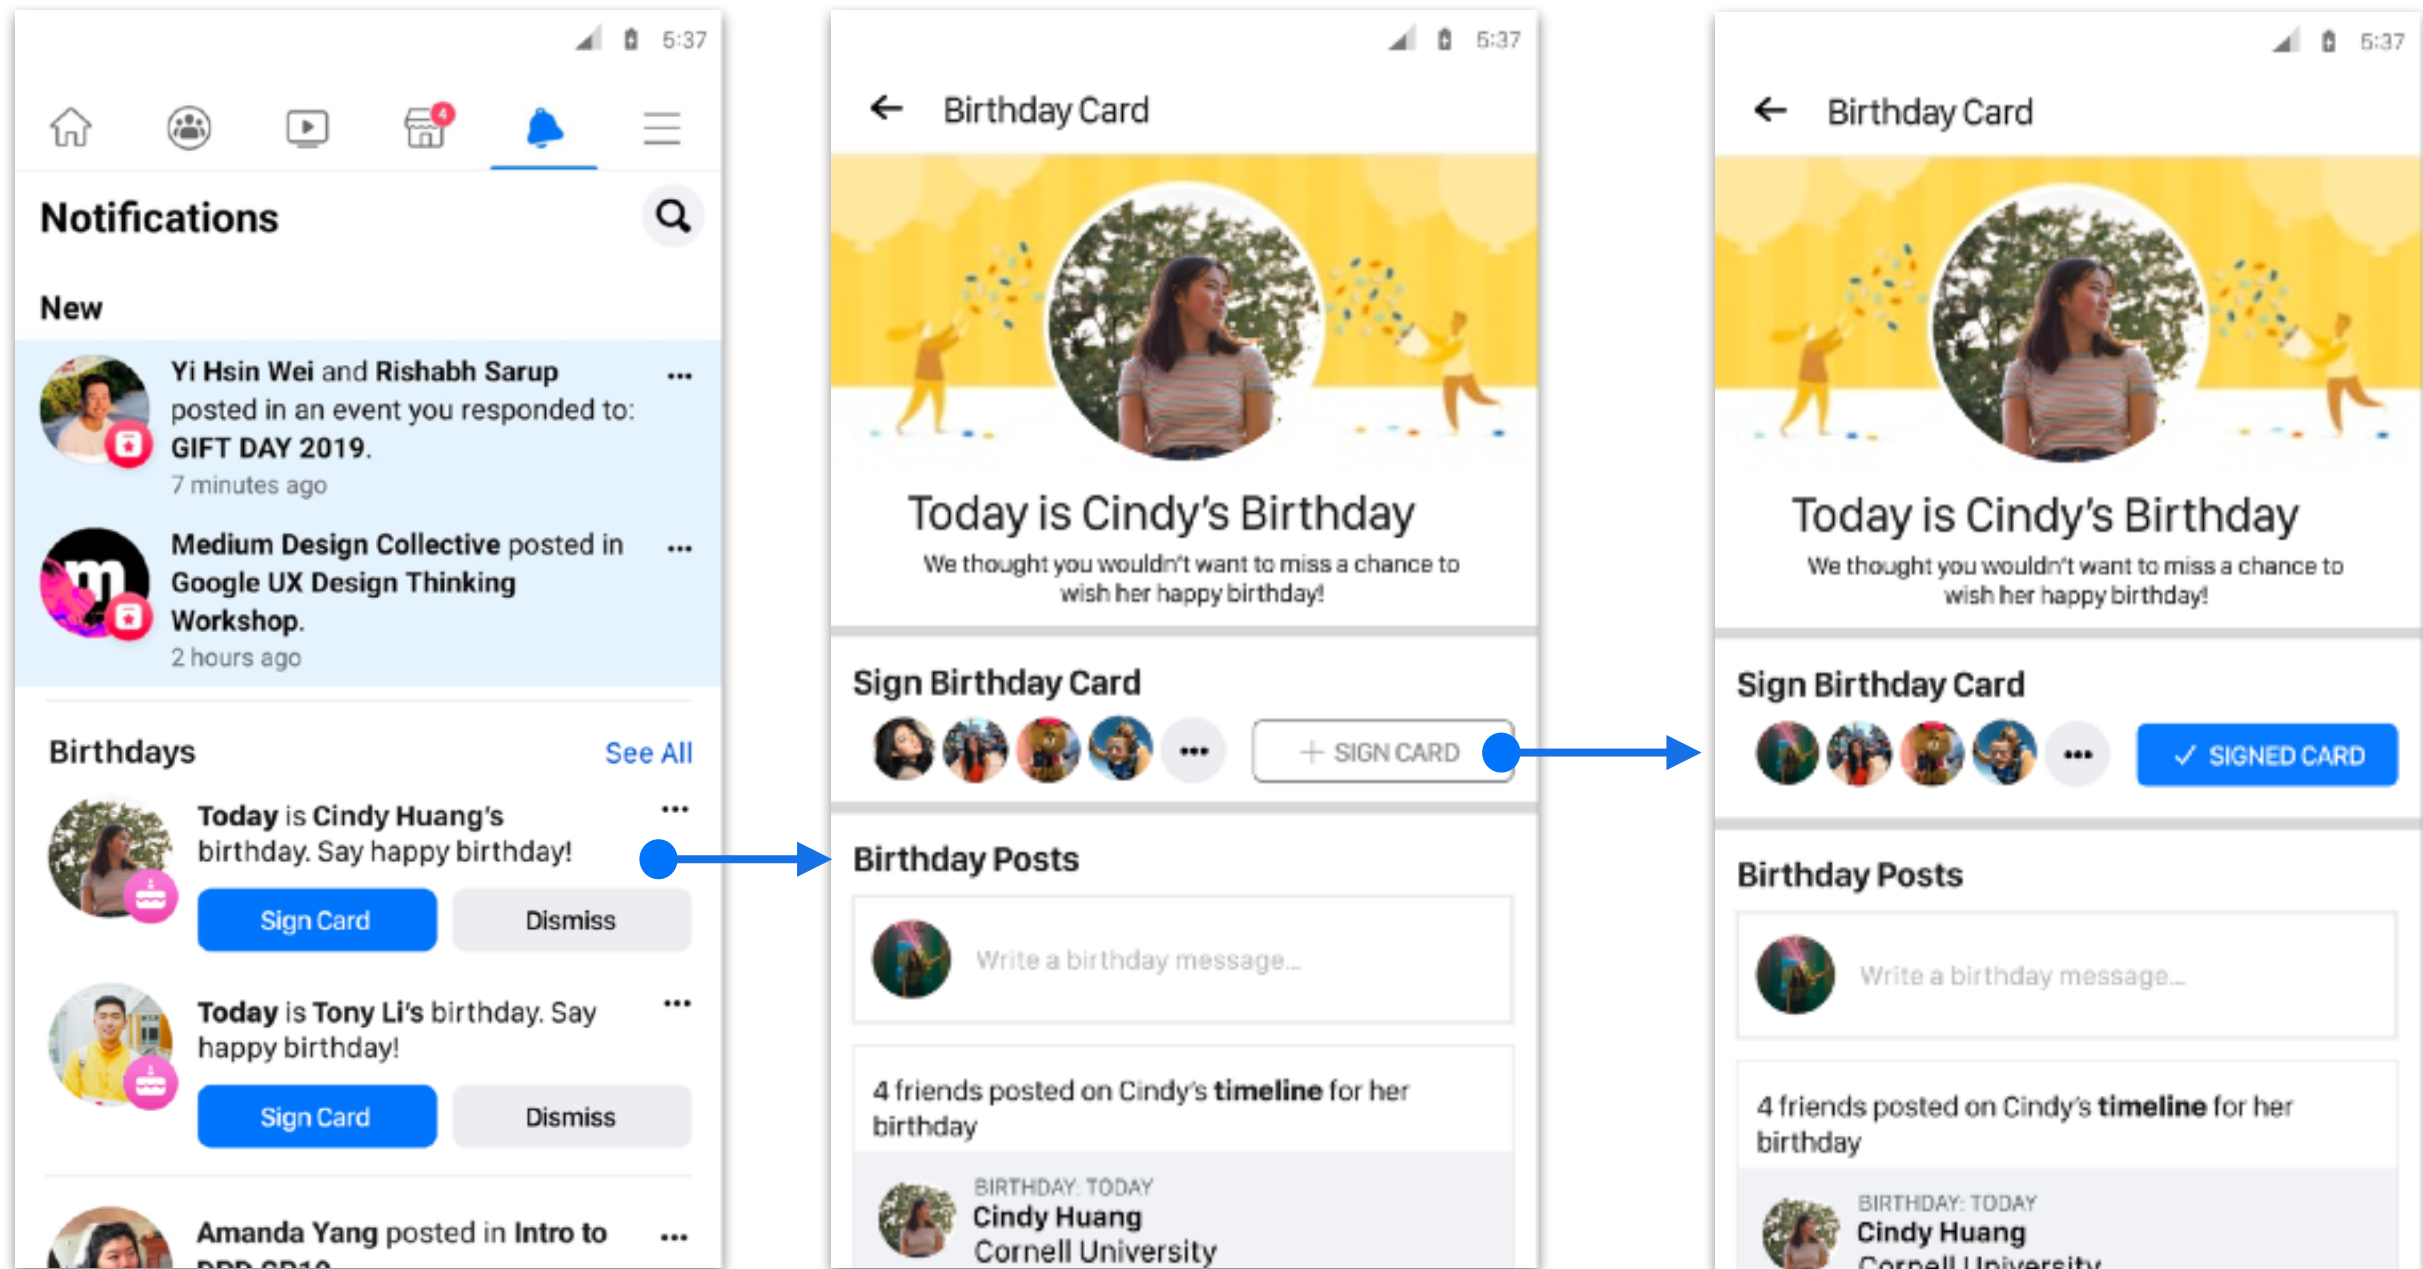 5:37
4
Notifications
New
Yi Hsin Wei and Rishabh Sarup
posted in an event you responded to:
GIFT DAY 2019.
7 minutes ago
m
Medium Design Collective posted in
Google UX Design Thinking
Workshop.
2 hours ago
Birthdays
See All
Today is Cindy Huang's
birthday. Say happy birthday!
Sign Card
Dismiss
Today is Tony Li's birthday. Say
happy birthday!
Sign Card
Dismiss
Amanda Yang posted in Intro to
5:37
Birthday Card
Today is Cindy's Birthday
We thought you wouldn't want to miss a chance to
wish her happy birthday!
Sign Birthday Card
+ SIGN CARD
Birthday Posts
Write a birthday message...
4 friends posted on Cindy's timeline for her
birthday
BIRTHDAY: TODAY
Cindy Huang
Cornell University
5:37
Birthday Card
Today is Cindy's Birthday
We thought you wouldn't want to miss a chance to
wish her happy birthday!
Sign Birthday Card
✓ SIGNED CARD
Birthday Posts
Write a birthday message...
4 friends posted on Cindy's timeline for her
birthday
BIRTHDAY: TODAY
Cindy Huang
Cornell University